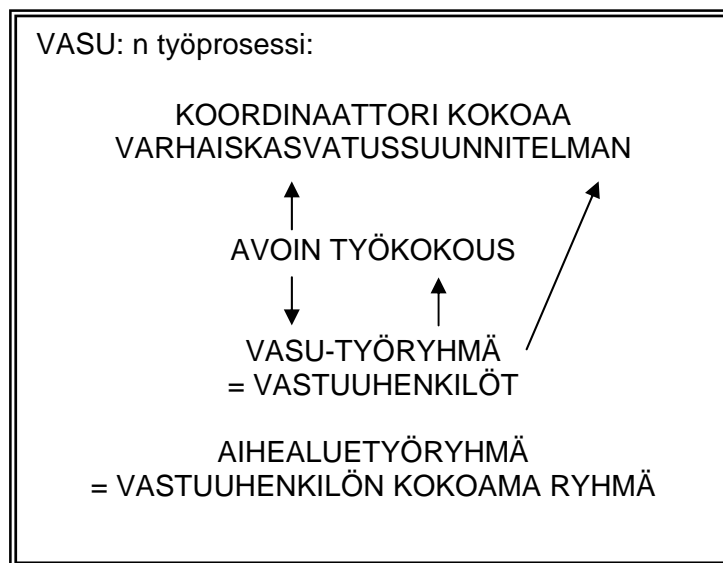 VASU: n työprosessi:
KOORDINAATTORI KOKOAA
VARHAISKASVATUSSUUNNITELMAN
AVOIN TYÖKOKOUS
VASU-TYÖRYHMÄ
= VASTUUHENKILÖT
AIHEALUETYÖRYHMÄ
= VASTUUHENKILÖN KOKOAMA RYHMÄ